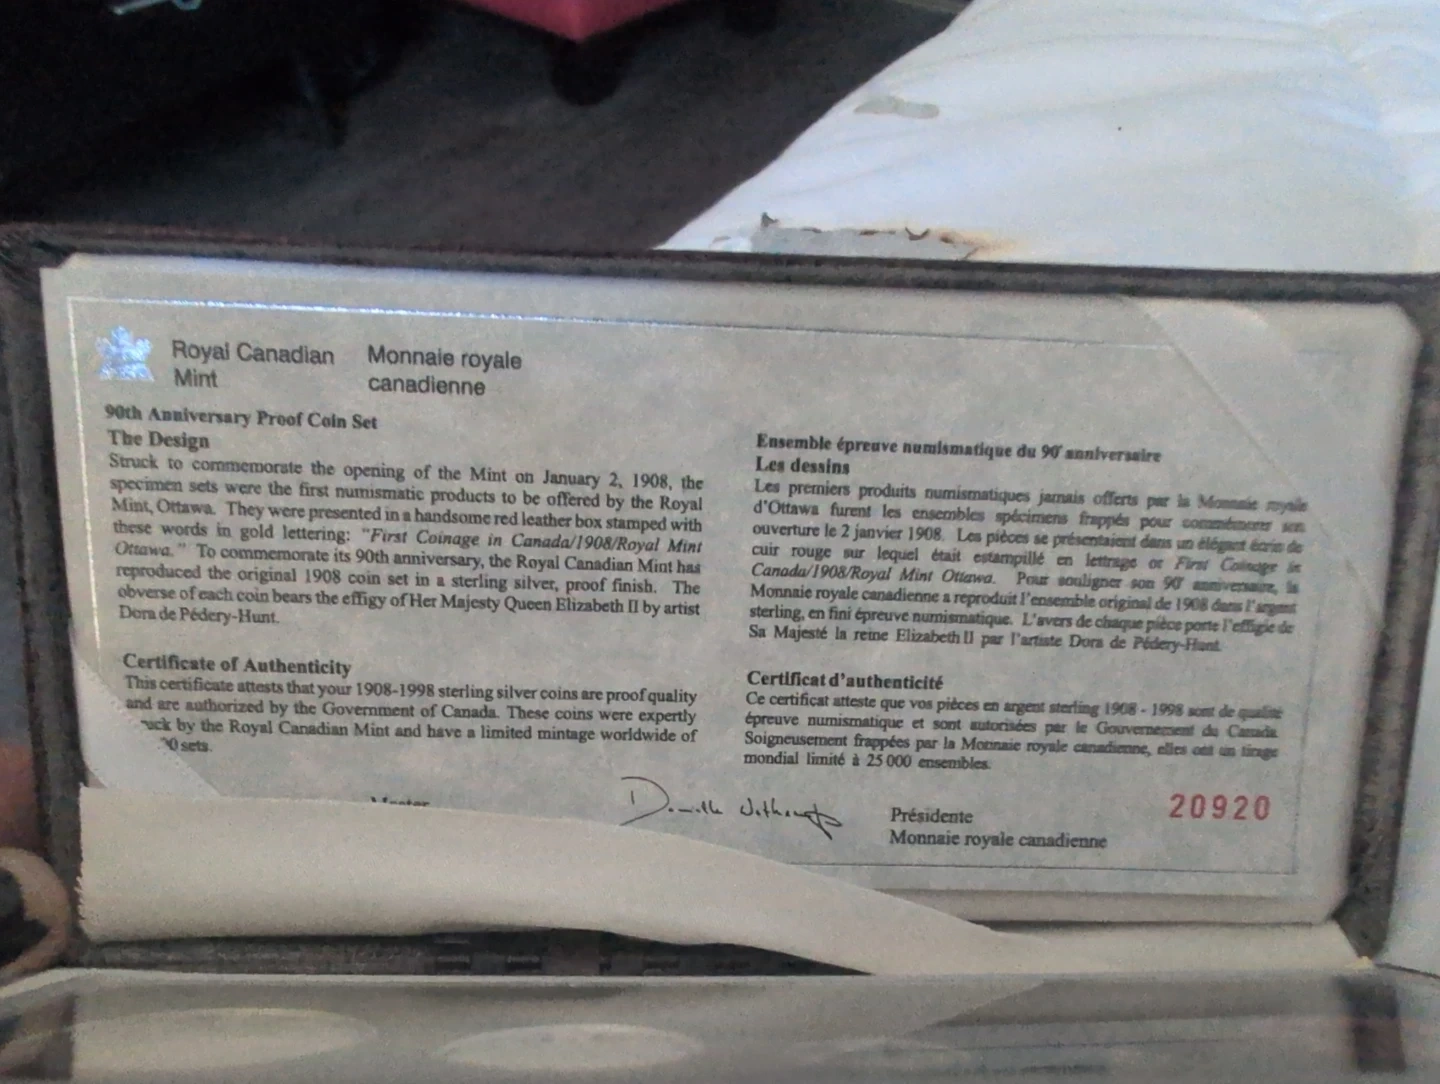 Royal Canadian
Mint
Monnaie royale
canadienne
90th Anniversary Proof Coin Set
The Design
Struck to commemorate the opening of the Mint on January 2, 1908, the
specimen sets were the first numismatic products to be offered by the Royal
Mint, Ottawa. They were presented in a handsome red leather box stamped with
these words in gold lettering: "First Coinage in Canada/1908/Royal Mint
Ottawa." To commemorate its 90th anniversary, the Royal Canadian Mint has
reproduced the original 1908 coin set in a sterling silver, proof finish. The
obverse of each coin bears the effigy of Her Majesty Queen Elizabeth II by artist
Dora de Pédery-Hunt.
Certificate of Authenticity
This certificate attests that your 1908-1998 sterling silver coins are proof quality
and are authorized by the Government of Canada. These coins were expertly
uck by the Royal Canadian Mint and have a limited mintage worldwide of
0 sets.
Master
Ensemble épreuve numismatique du 90e anniversaire
Les dessins
Les premiers produits numismatiques jamais offerts par la Monnaie royale
d'Ottawa furent les ensembles spécimens frappés pour commémorer son
ouverture le 2 janvier 1908. Les pièces se présentaient dans un élégant écrin de
cuir rouge sur lequel était estampillé en lettrage or First Coinage in
Canada/1908/Royal Mint Ottawa. Pour souligner son 90e anniversaire, la
Monnaie royale canadienne a reproduit l'ensemble original de 1908 dans l'argent
sterling, en fini épreuve numismatique. L'avers de chaque pièce porte l'effigie de
Sa Majesté la reine Elizabeth II par l'artiste Dora de Pédery-Hunt.
Certificat d'authenticité
Ce certificat atteste que vos pièces en argent sterling 1908 - 1998 sont de qualité
épreuve numismatique et sont autorisées par le Gouvernement du Canada.
Soigneusement frappées par la Monnaie royale canadienne, elles ont un tirage
mondial limité à 25 000 ensembles.
Présidente
Monnaie royale canadienne
20920